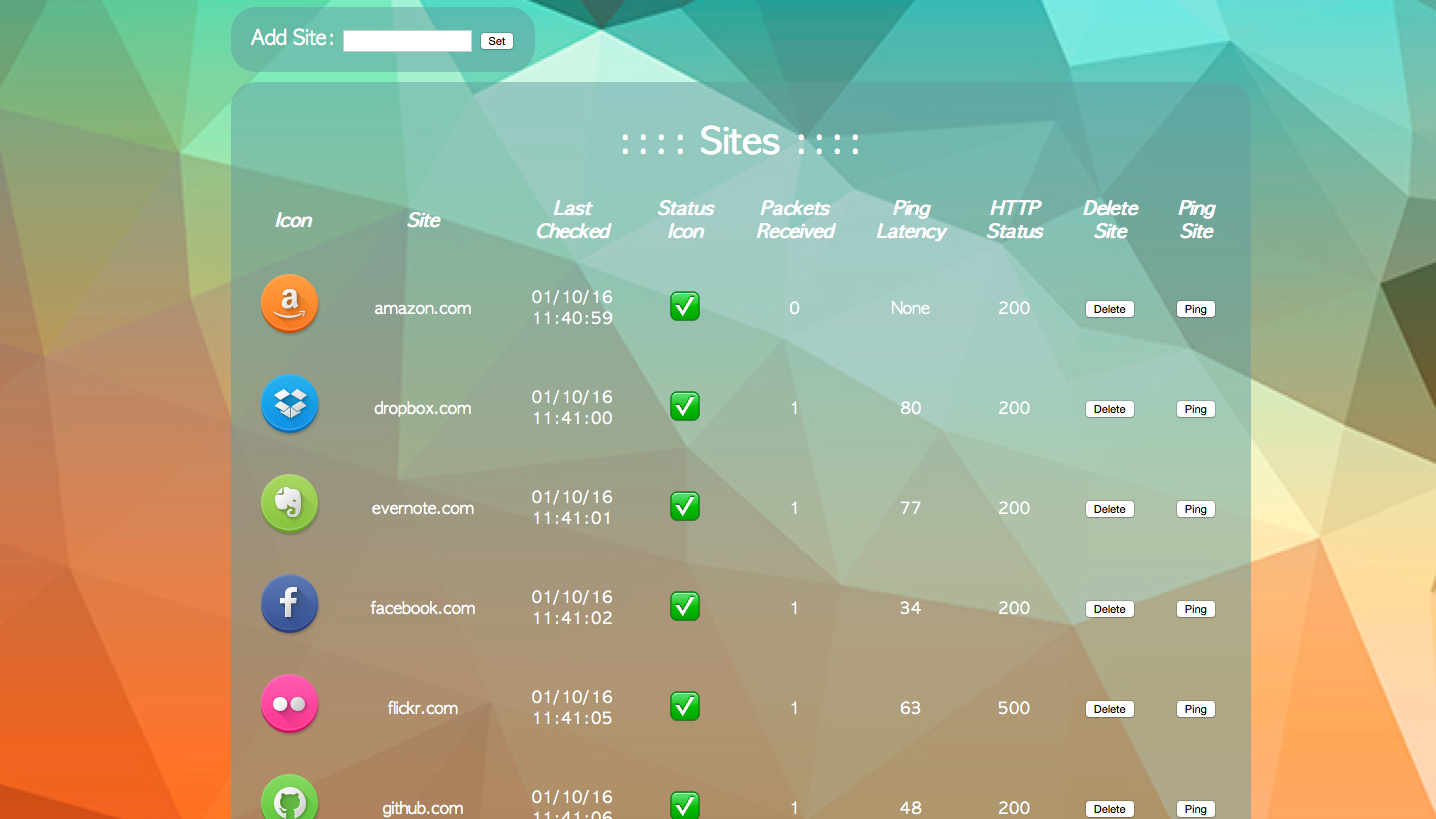 Add Site: Set
:::: Sites ::::
Icon Site Last Checked Status Icon Packets Received Ping Latency HTTP Status Delete Site Ping Site
amazon.com 01/10/16 11:40:59 0 None 200 Delete Ping
dropbox.com 01/10/16 11:41:00 1 80 200 Delete Ping
evernote.com 01/10/16 11:41:01 1 77 200 Delete Ping
facebook.com 01/10/16 11:41:02 1 34 200 Delete Ping
flickr.com 01/10/16 11:41:05 1 63 500 Delete Ping
github.com 01/10/16 11:41:06 1 48 200 Delete Ping